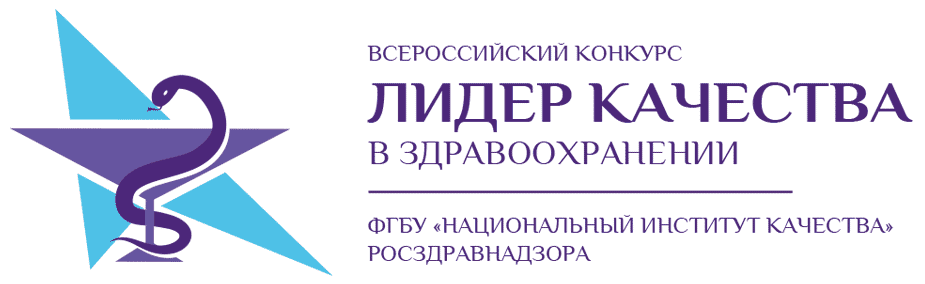 ВСЕРОССИЙСКИЙ КОНКУРС
ЛИДЕР КАЧЕСТВА
В ЗДРАВООХРАНЕНИИ
ФГБУ «НАЦИОНАЛЬНЫЙ ИНСТИТУТ КАЧЕСТВА»
РОСЗДРАВНАДЗОРА